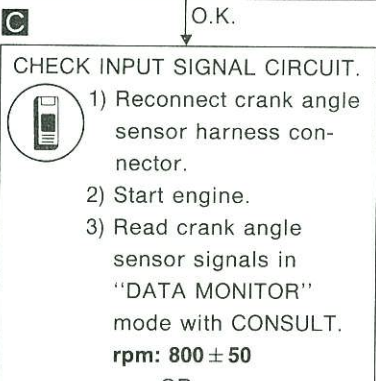 O.K.
C
CHECK INPUT SIGNAL CIRCUIT.
1) Reconnect crank angle
sensor harness con-
nector.
2) Start engine.
3) Read crank angle
sensor signals in
''DATA MONITOR''
mode with CONSULT.
rpm: 800 ± 50